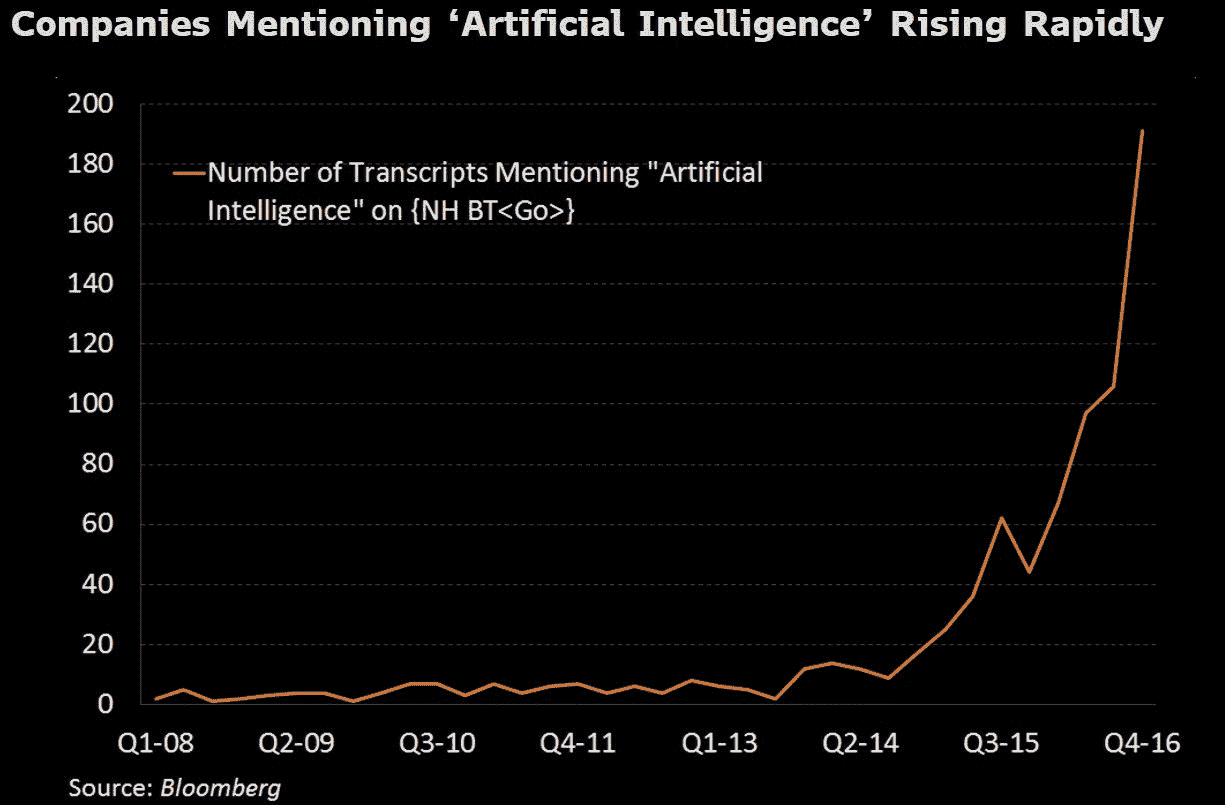 Companies Mentioning ‘Artificial Intelligence’ Rising Rapidly
200
180
Number of Transcripts Mentioning "Artificial
Intelligence" on {NH BT<Go>}
160
140
120
100
80
60
40
20
0
Q1-08 Q2-09 Q3-10 Q4-11 Q1-13 Q2-14 Q3-15 Q4-16
Source: Bloomberg